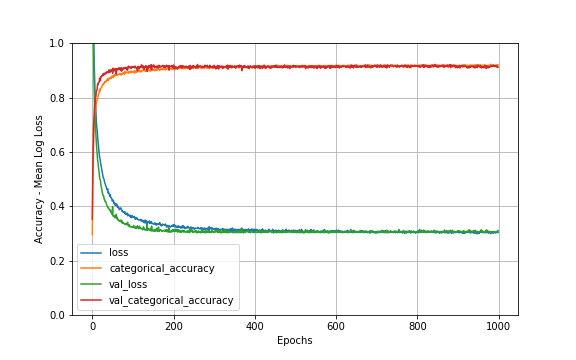 1.0
0.8
0.6
0.4
0.2
0.0
Accuracy - Mean Log Loss
loss
categorical_accuracy
val_loss
val_categorical_accuracy
0 200 400 600 800 1000
Epochs